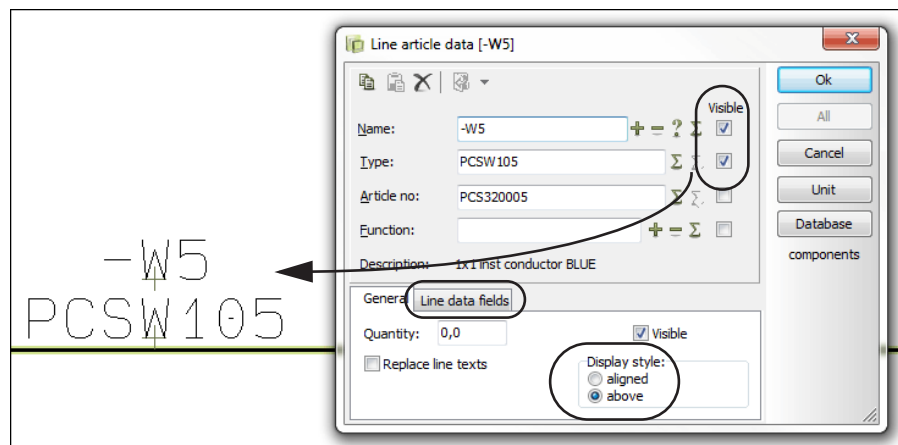 -W5
PCSW105
Line article data [-W5]
Visible
Name: -W5
Type: PCSW105
Article no: PCS320005
Function:
Description: 1x1 inst conductor BLUE
General Line data fields
Quantity: 0,0 Visible
Replace line texts
Display style:
aligned
above
Ok
All
Cancel
Unit
Database
components